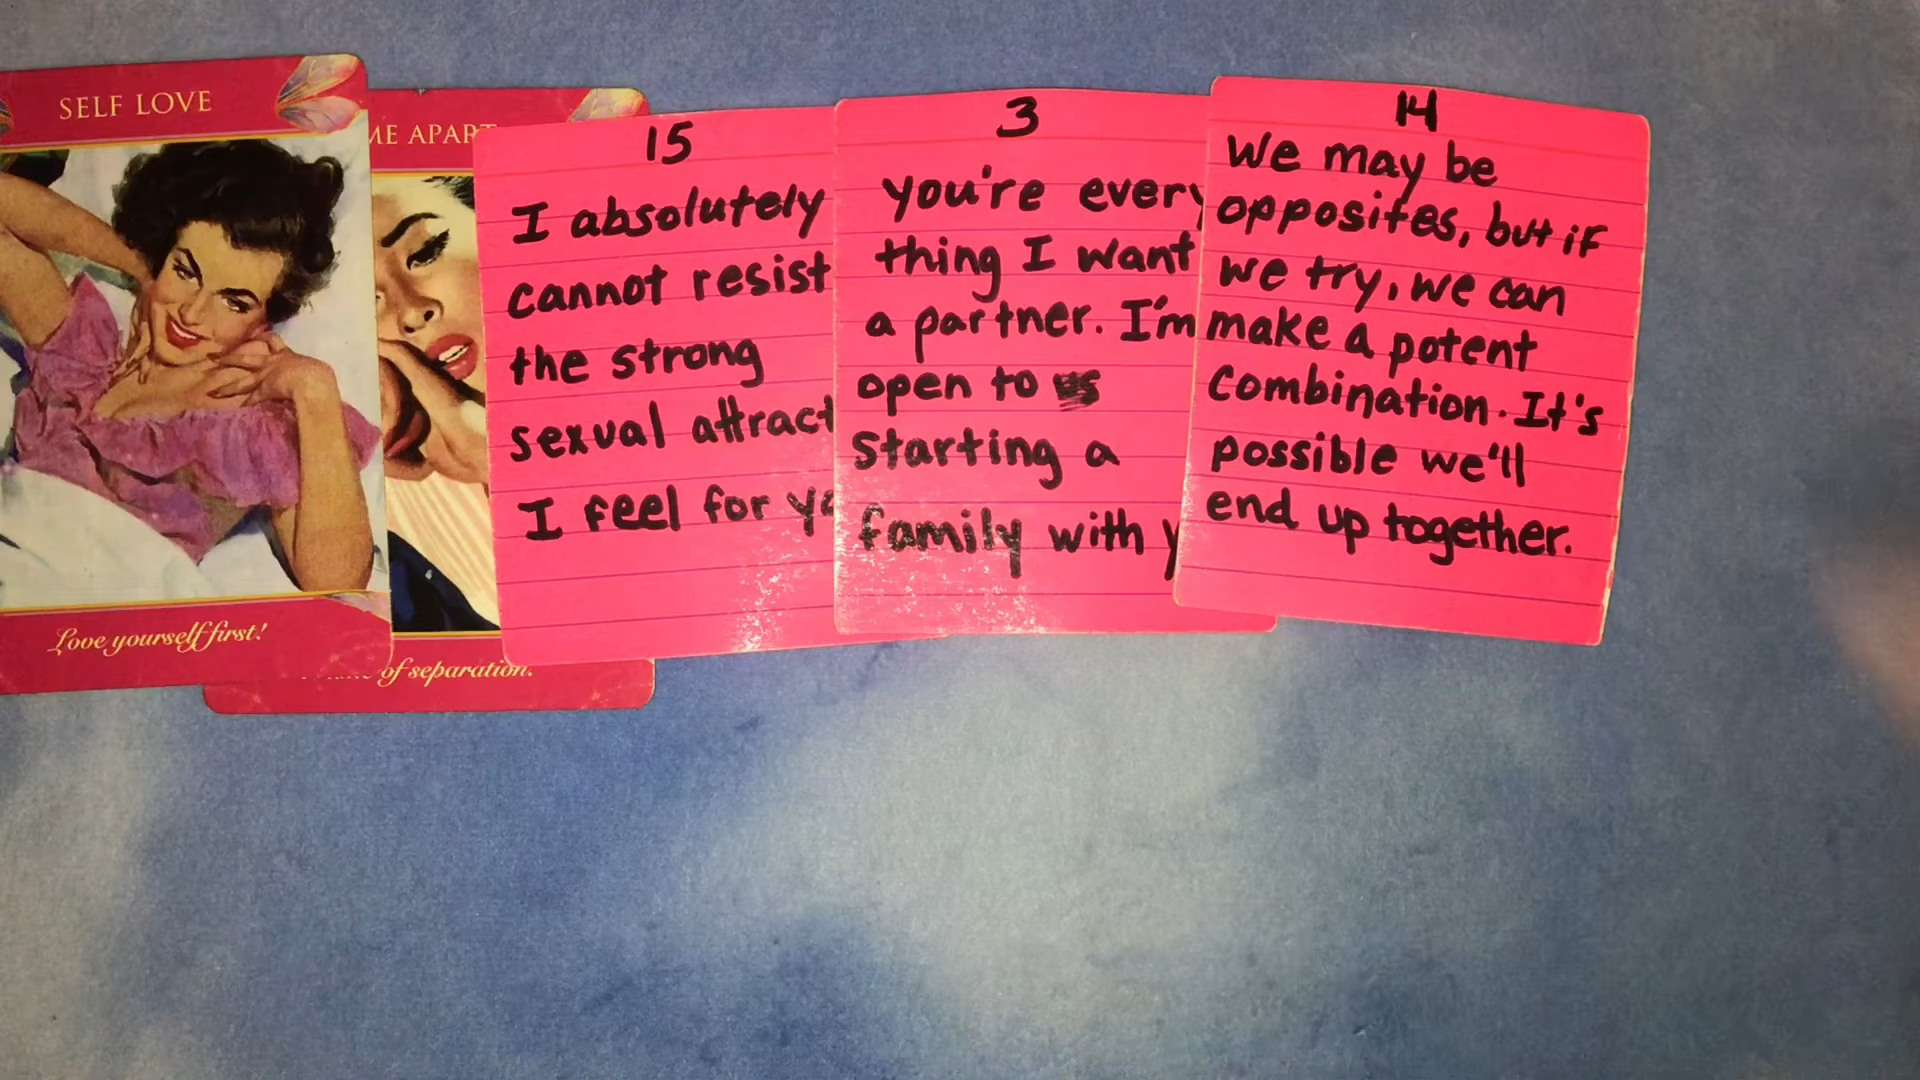 SELF LOVE
Love yourself first!
ME APART
of separation.
15
I absolutely
cannot resist
the strong
sexual attract
I feel for
3
you're every
thing I want
a partner. I'm
open to
starting a
family with
14
We may be
opposites, but if
we try, we can
make a potent
combination. It's
possible we'll
end up together.